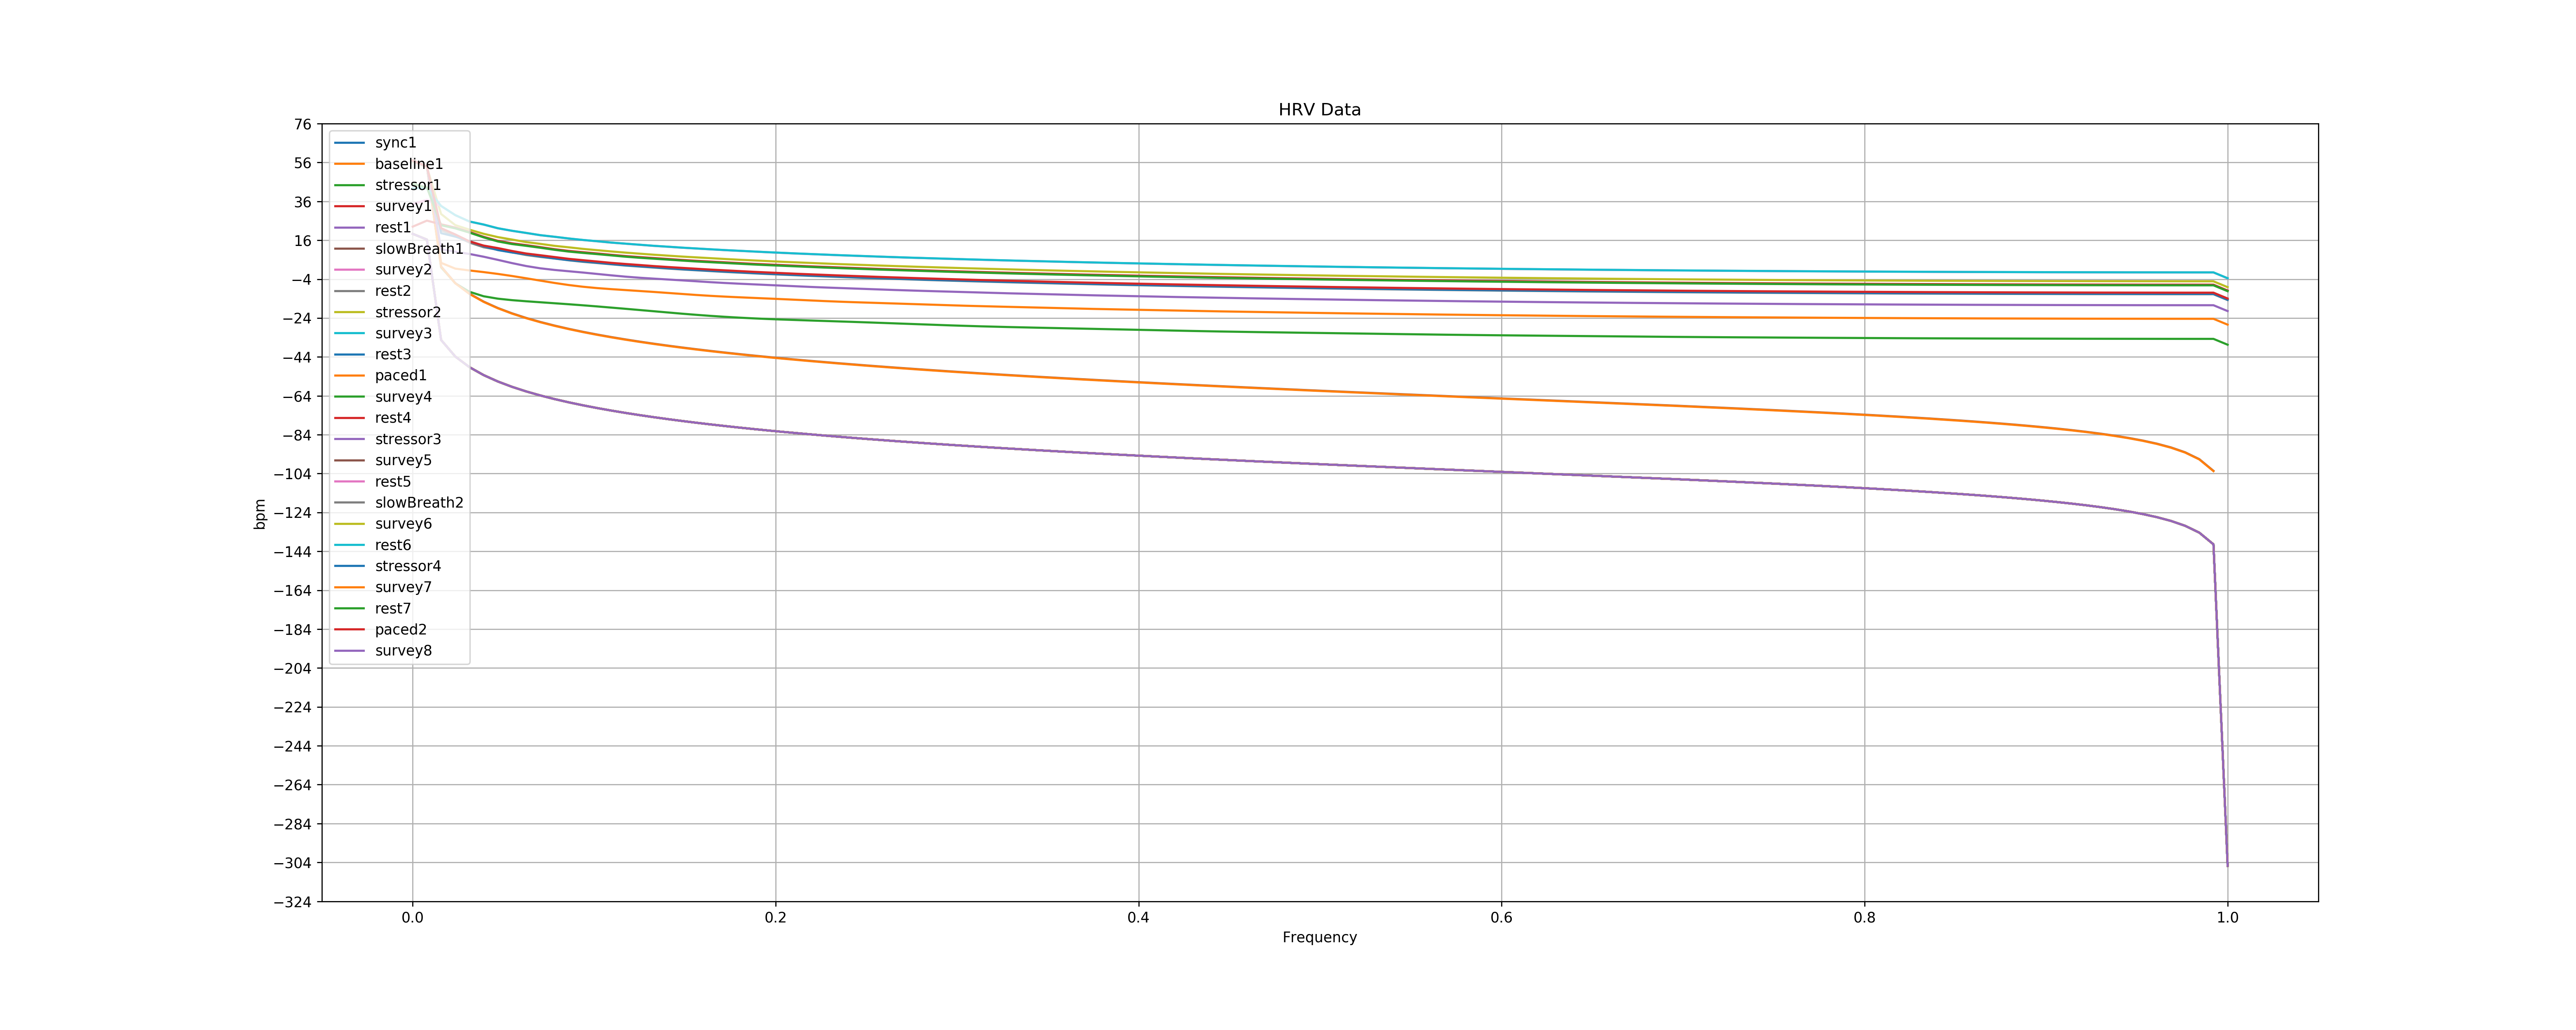 HRV Data
76
56
36
16
−4
−24
−44
−64
−84
−104
−124
−144
−164
−184
−204
−224
−244
−264
−284
−304
−324
bpm
sync1
baseline1
stressor1
survey1
rest1
slowBreath1
survey2
rest2
stressor2
survey3
rest3
paced1
survey4
rest4
stressor3
survey5
rest5
slowBreath2
survey6
rest6
stressor4
survey7
rest7
paced2
survey8
0.0 0.2 0.4 0.6 0.8 1.0
Frequency